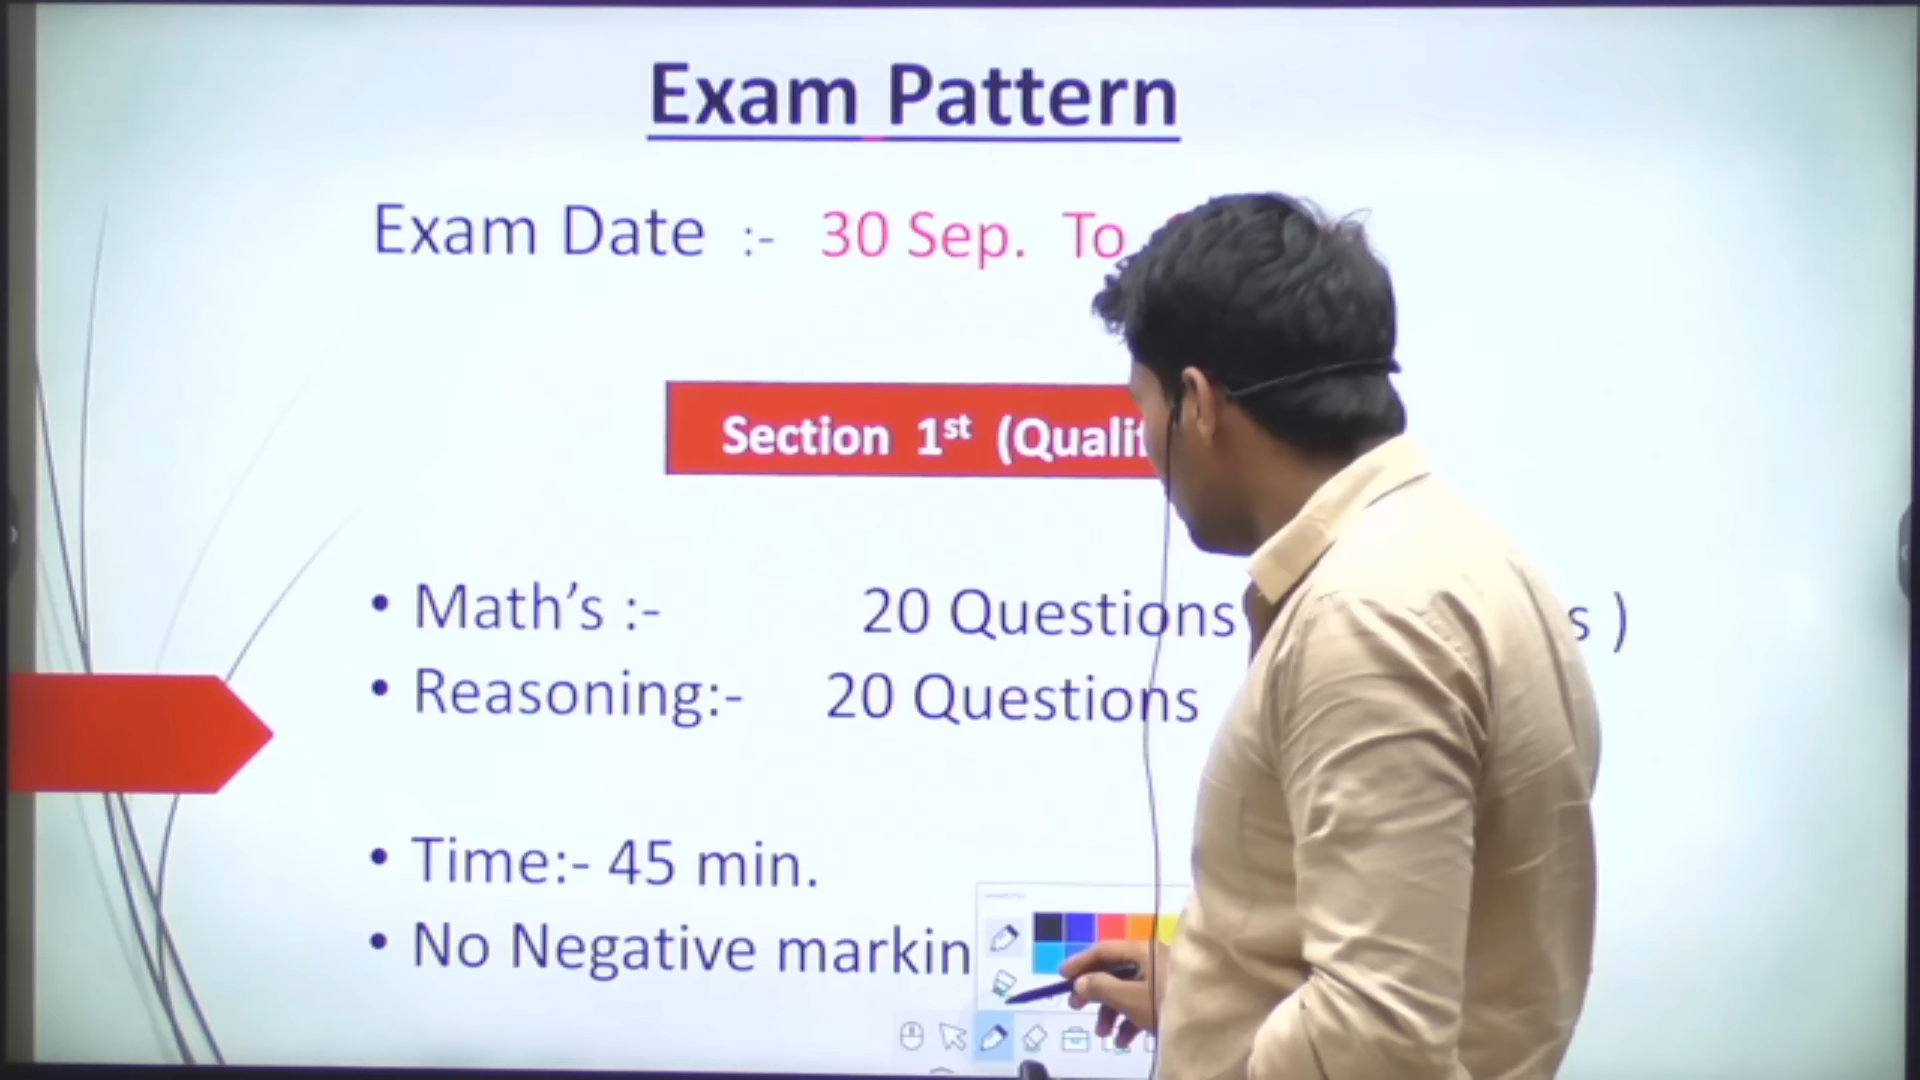 Exam Pattern
Exam Date :- 30 Sep. To
Section 1st (Qualif
• Math's :- 20 Questions s )
• Reasoning:- 20 Questions
• Time:- 45 min.
• No Negative markin